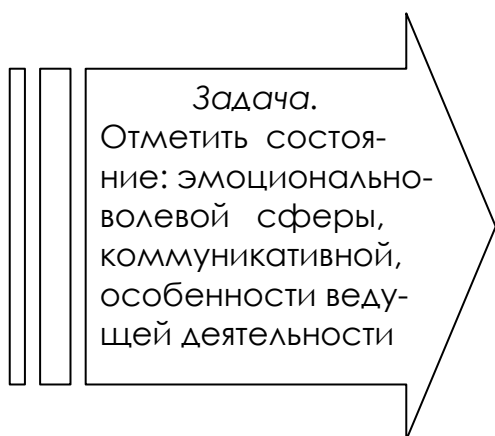 Задача.
Отметить состоя-
ние: эмоционально-
волевой сферы,
коммуникативной,
особенности веду-
щей деятельности